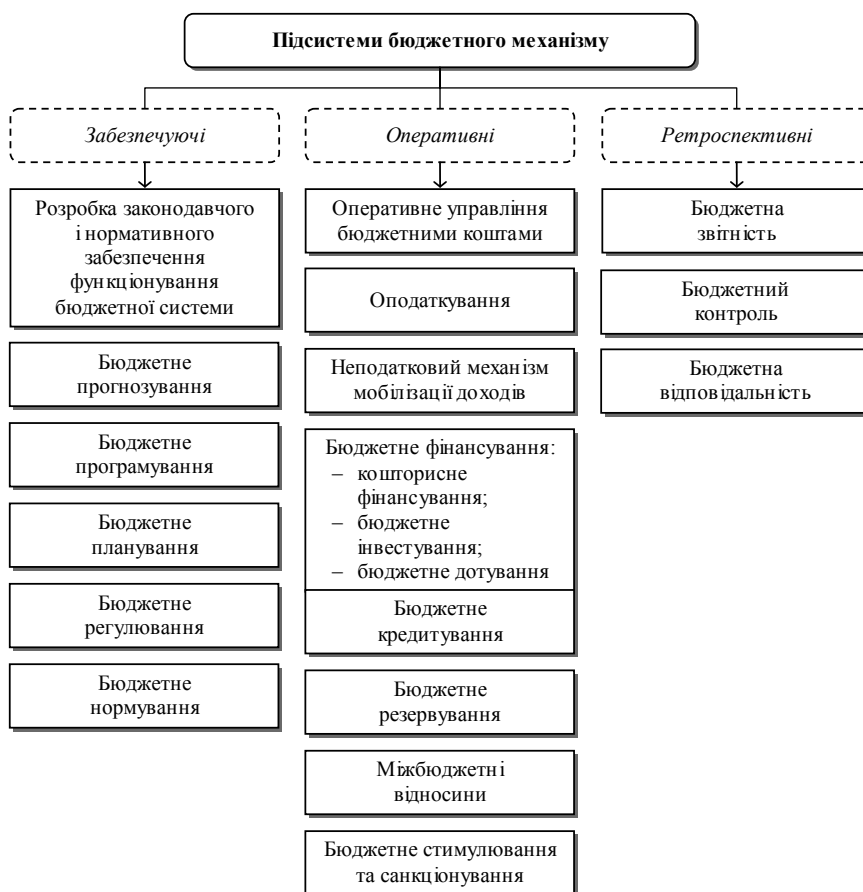 Підсистеми бюджетного механізму
Забезпечуючі
Оперативні
Ретроспективні
Розробка законодавчого
і нормативного
забезпечення
функціонування
бюджетної системи
Бюджетне
прогнозування
Бюджетне
програмування
Бюджетне
планування
Бюджетне
регулювання
Бюджетне
нормування
Оперативне управління
бюджетними коштами
Оподаткування
Неподатковий механізм
мобілізації доходів
Бюджетне фінансування:
– кошторисне
фінансування;
– бюджетне
інвестування;
– бюджетне дотування
Бюджетне
кредитування
Бюджетне
резервування
Міжбюджетні
відносини
Бюджетне стимулювання
та санкціонування
Бюджетна
звітність
Бюджетний
контроль
Бюджетна
відповідальність